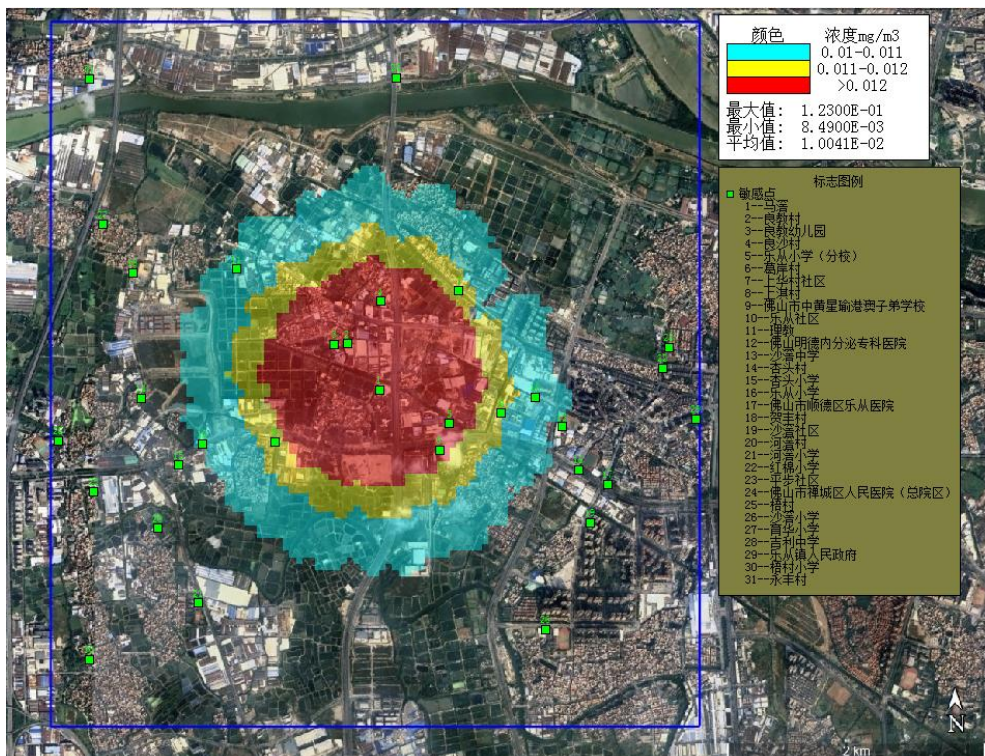 颜色 浓度mg/m3
0.01-0.011
0.011-0.012
>0.012
最大值: 1.2300E-01
最小值: 8.4900E-03
平均值: 1.0041E-02
标志图例
敏感点
1--马滘
2--良教村
3--良教幼儿园
4--良沙村
5--乐从小学（分校）
6--葛岸村
7--上华村社区
8--上淇村
9--佛山市中黄星输港澳子弟学校
10--乐从社区
11--理教
12--佛山明德内分泌专科医院
13--沙滘中学
14--杏头村
15--杏头小学
16--乐从小学
17--佛山市顺德区乐从医院
18--贺丰村
19--沙滘社区
20--河滘村
21--河滘小学
22--红棉小学
23--平步社区
24--佛山市禅城区人民医院（总院区）
25--梧村
26--沙滘小学
27--育华小学
28--吉利中学
29--乐从镇人民政府
30--梧村小学
31--永丰村
N
2 km